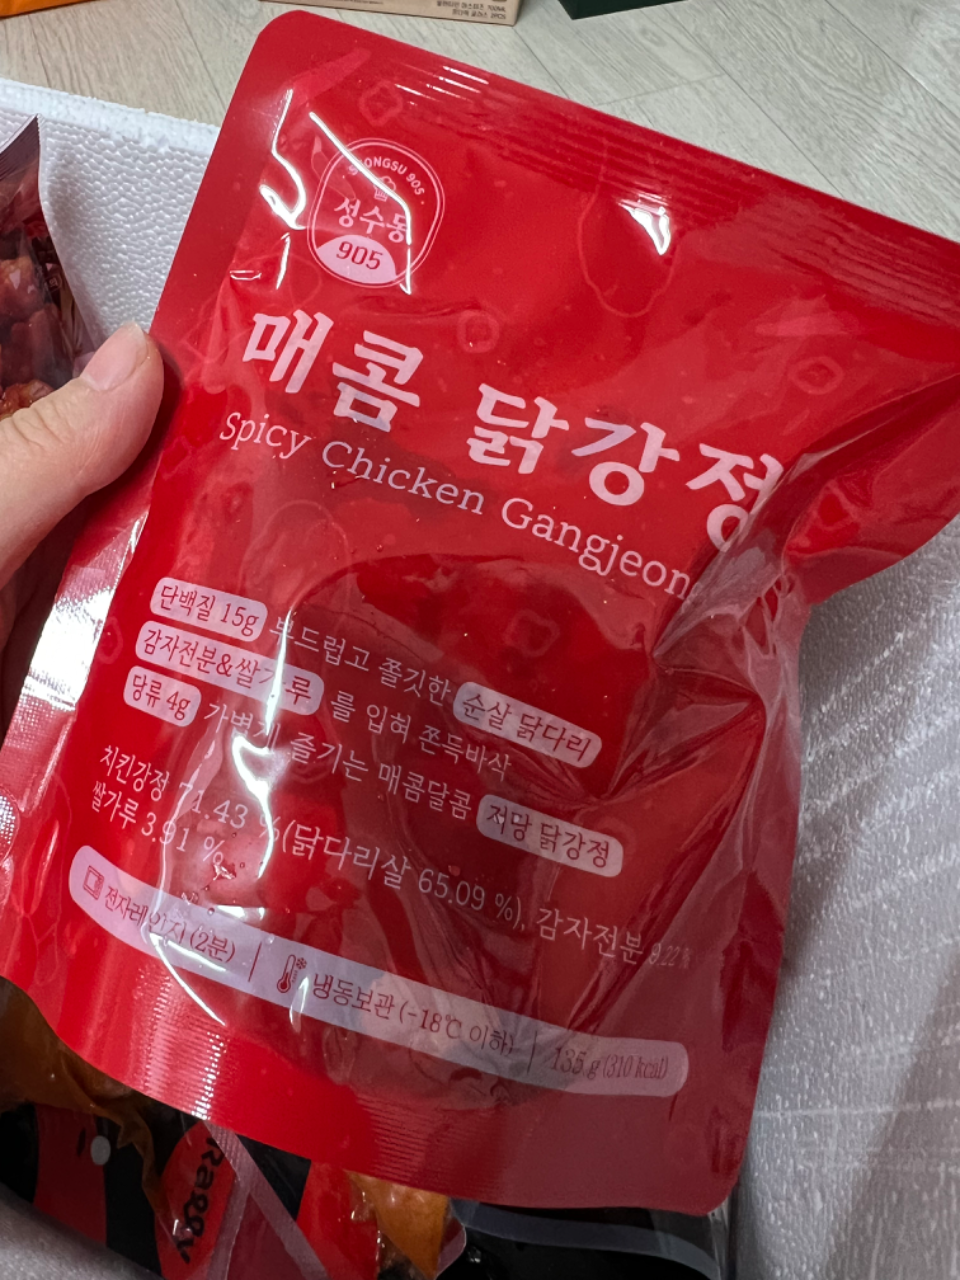 SEONGSU 905
성수동
905
매콤 닭강정
Spicy Chicken Gangjeong
단백질 15g 부드럽고 쫄깃한 순살 닭다리
감자전분&쌀가루를 입혀 쫀득바삭
당류 4g 가볍게 즐기는 매콤달콤 저당 닭강정
치킨강정 71.43 %(닭다리살 65.09 %), 감자전분 9.22 %
쌀가루 3.91 %
전자레인지 (2분) | 냉동보관 (-18℃ 이하) | 135 g (310 kcal)
Ragoy